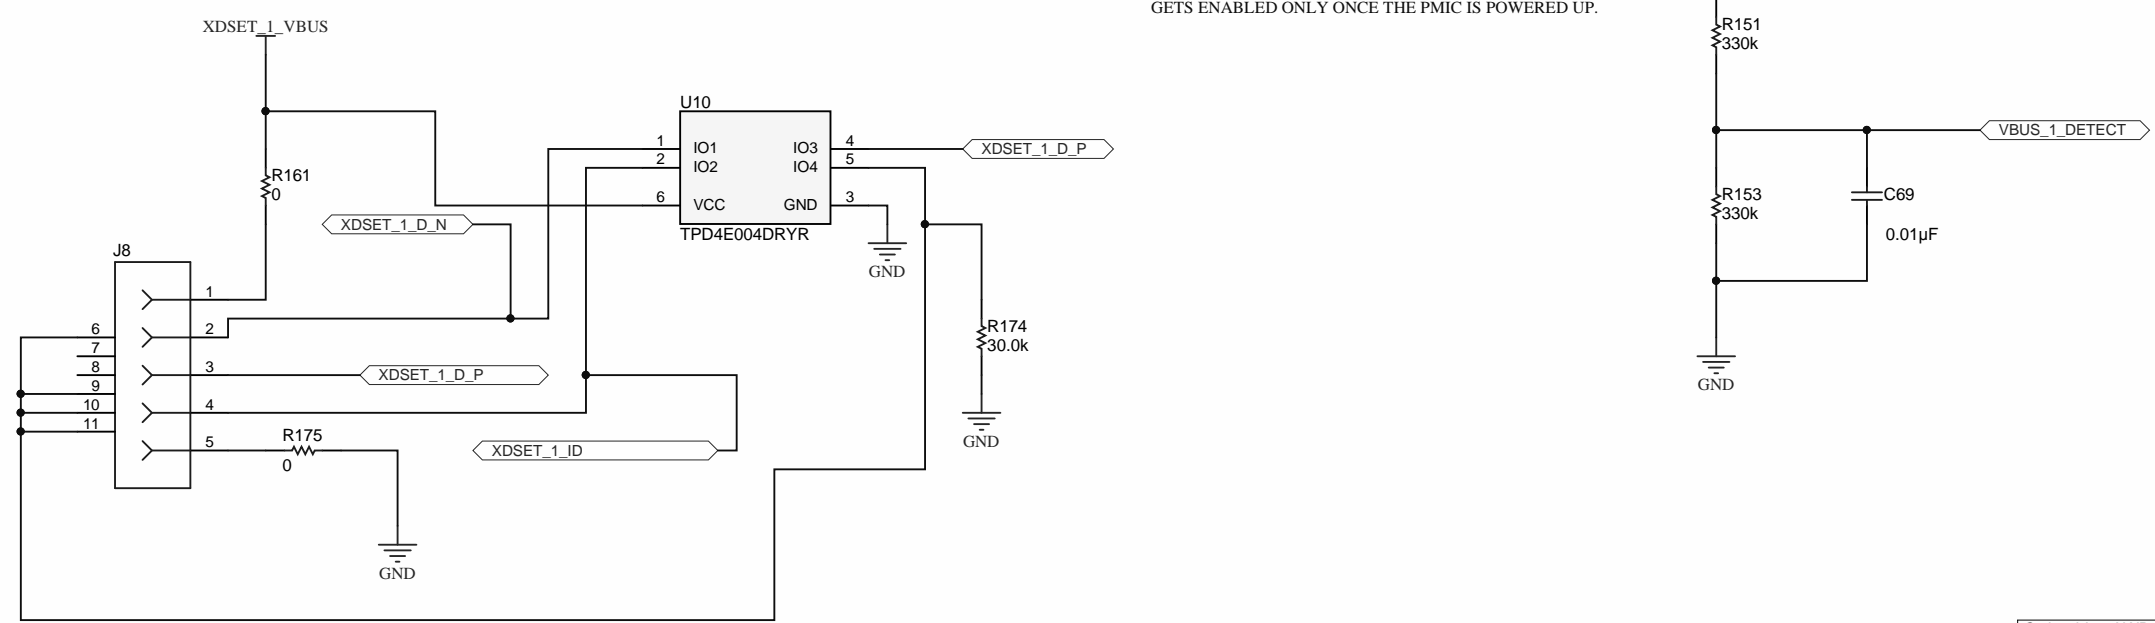 GETS ENABLED ONLY ONCE THE PMIC IS POWERED UP.
XDSET_1_VBUS
R151
330k
U10
1 IO1 IO3 4
XDSET_1_D_P
2 IO2 IO4 5
6 VCC GND 3
TPD4E004DRYR
VBUS_1_DETECT
R161
0
R153
330k
C69
0.01µF
XDSET_1_D_N
GND
J8
1
6 2
7
8 3
XDSET_1_D_P
9
10 4
11
5
R175
0
XDSET_1_ID
R174
30.0k
GND
GND
GND